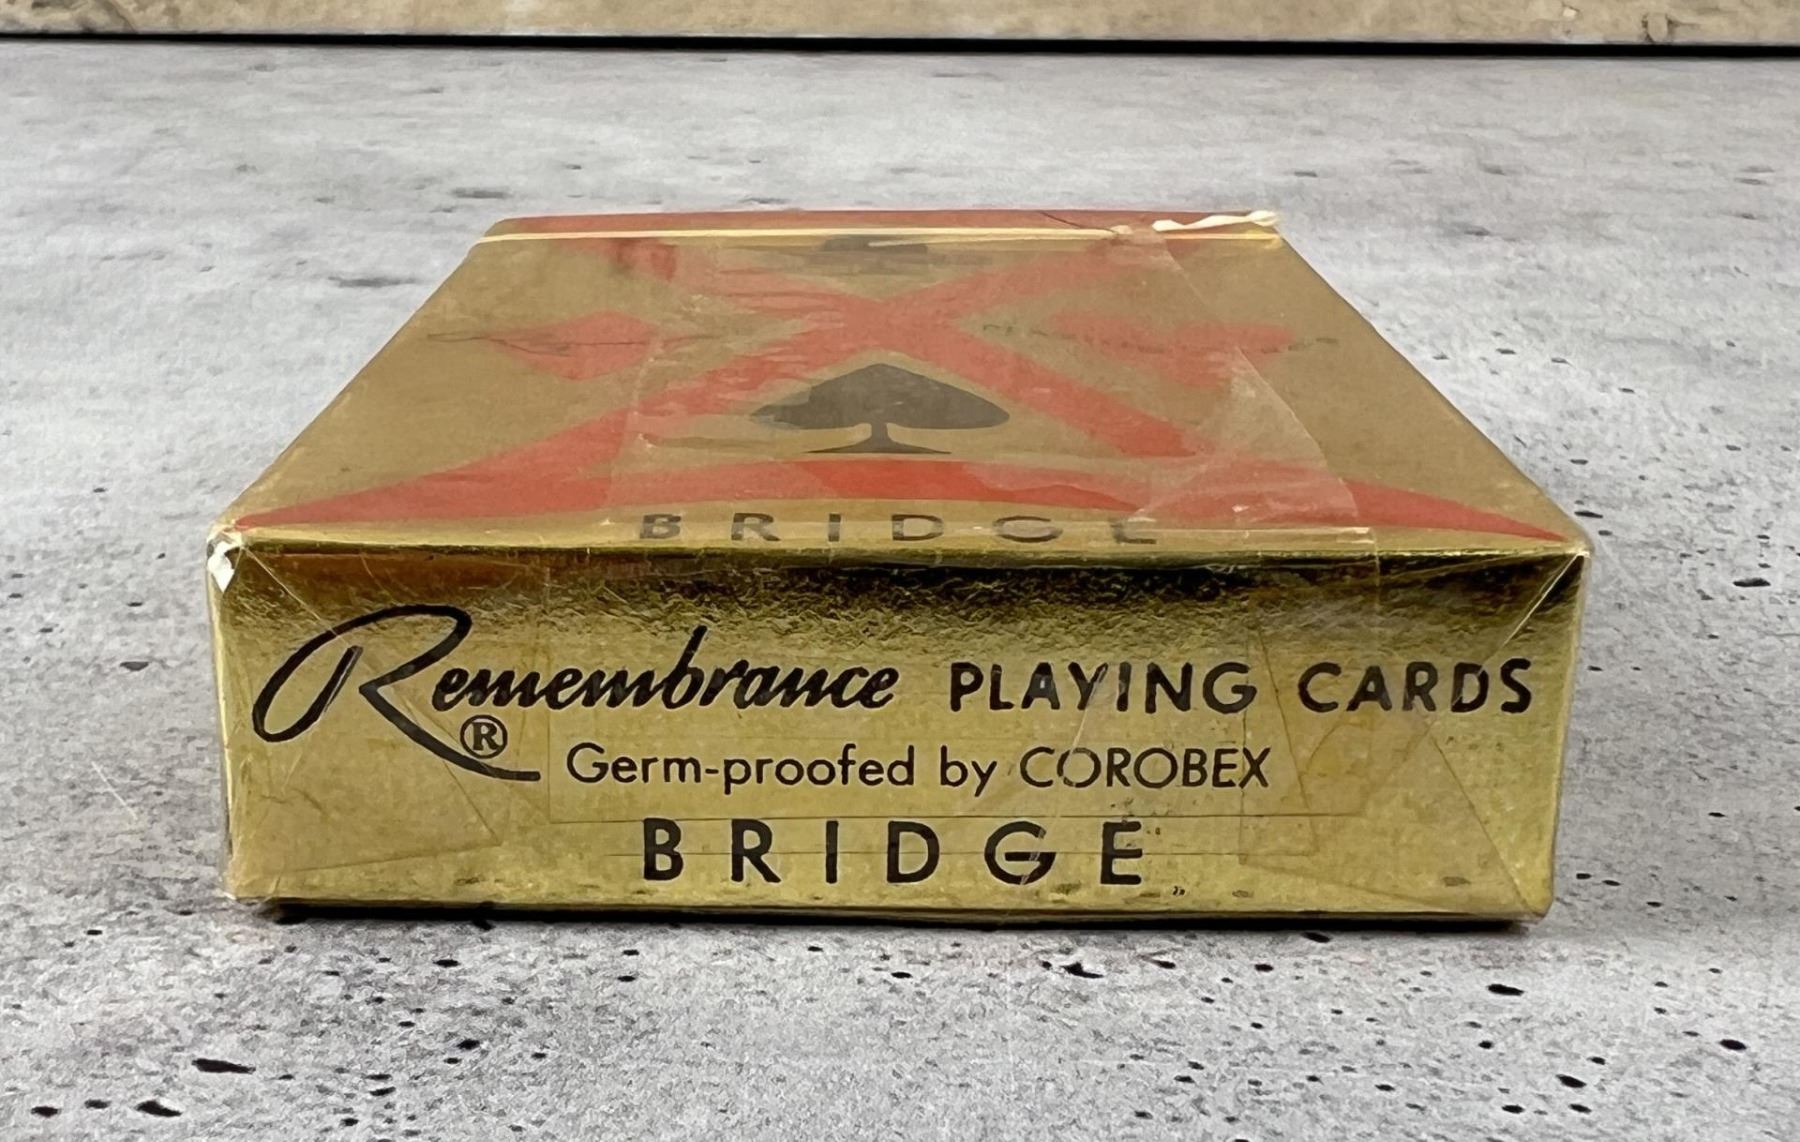 BRIDGE
Remembrance PLAYING CARDS
®
Germ-proofed by COROBEX
BRIDGE